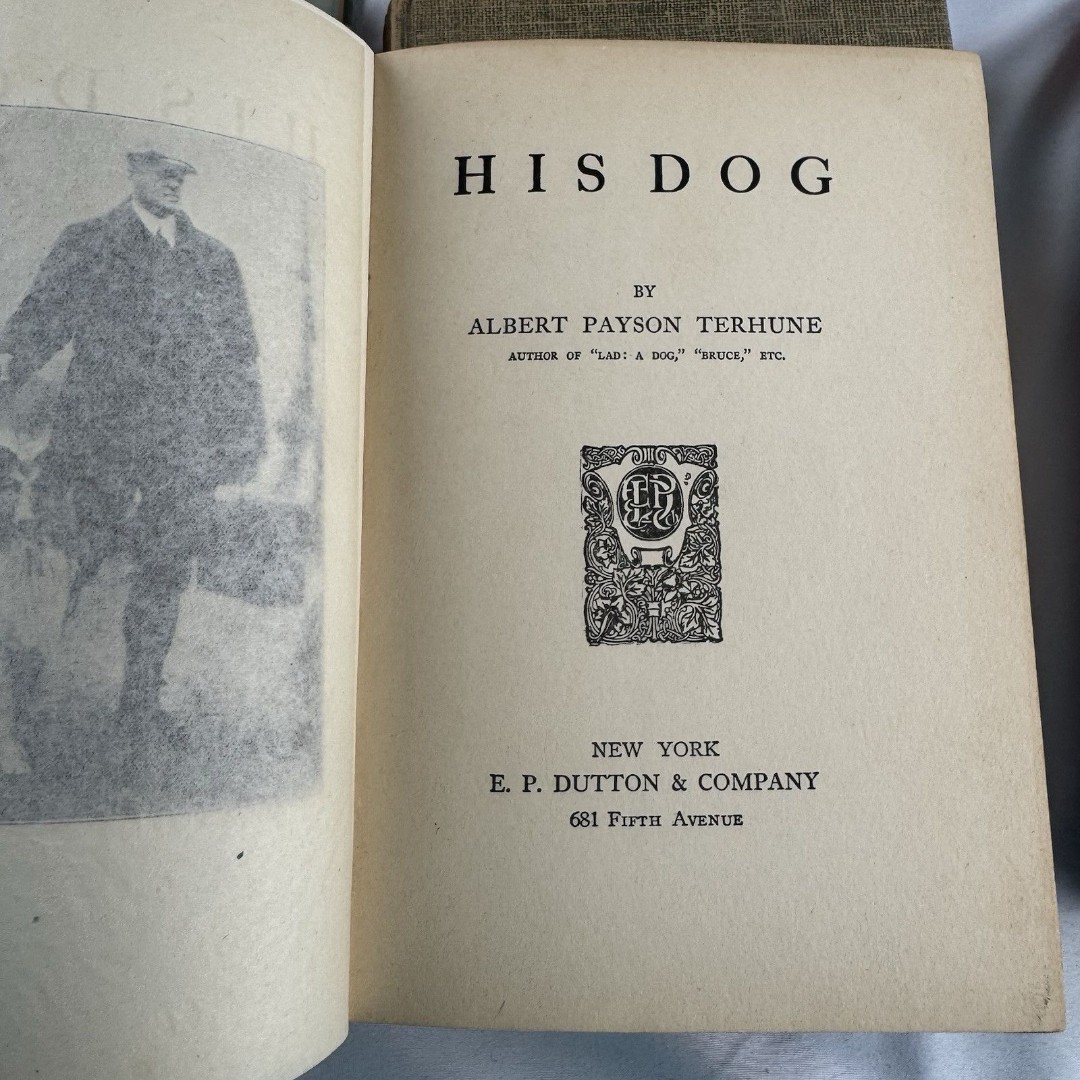 HIS DOG
BY
ALBERT PAYSON TERHUNE
AUTHOR OF "LAD: A DOG," "BRUCE," ETC.
NEW YORK
E. P. DUTTON & COMPANY
681 FIFTH AVENUE